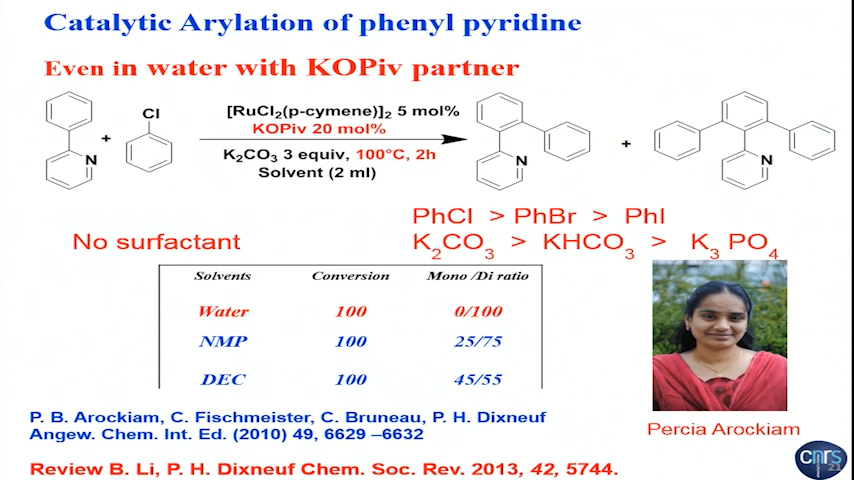 Catalytic Arylation of phenyl pyridine
Even in water with KOPiv partner
[RuCl2(p-cymene)]2 5 mol%
KOPiv 20 mol%
K2CO3 3 equiv, 100°C, 2h
Solvent (2 ml)
+
Cl
N
N
+
N
PhCl > PhBr > PhI
No surfactant
K2CO3 > KHCO3 > K3 PO4
Solvents Conversion Mono /Di ratio
Water 100 0/100
NMP 100 25/75
DEC 100 45/55
P. B. Arockiam, C. Fischmeister, C. Bruneau, P. H. Dixneuf
Angew. Chem. Int. Ed. (2010) 49, 6629 –6632
Percia Arockiam
Review B. Li, P. H. Dixneuf Chem. Soc. Rev. 2013, 42, 5744.
cnrs
21